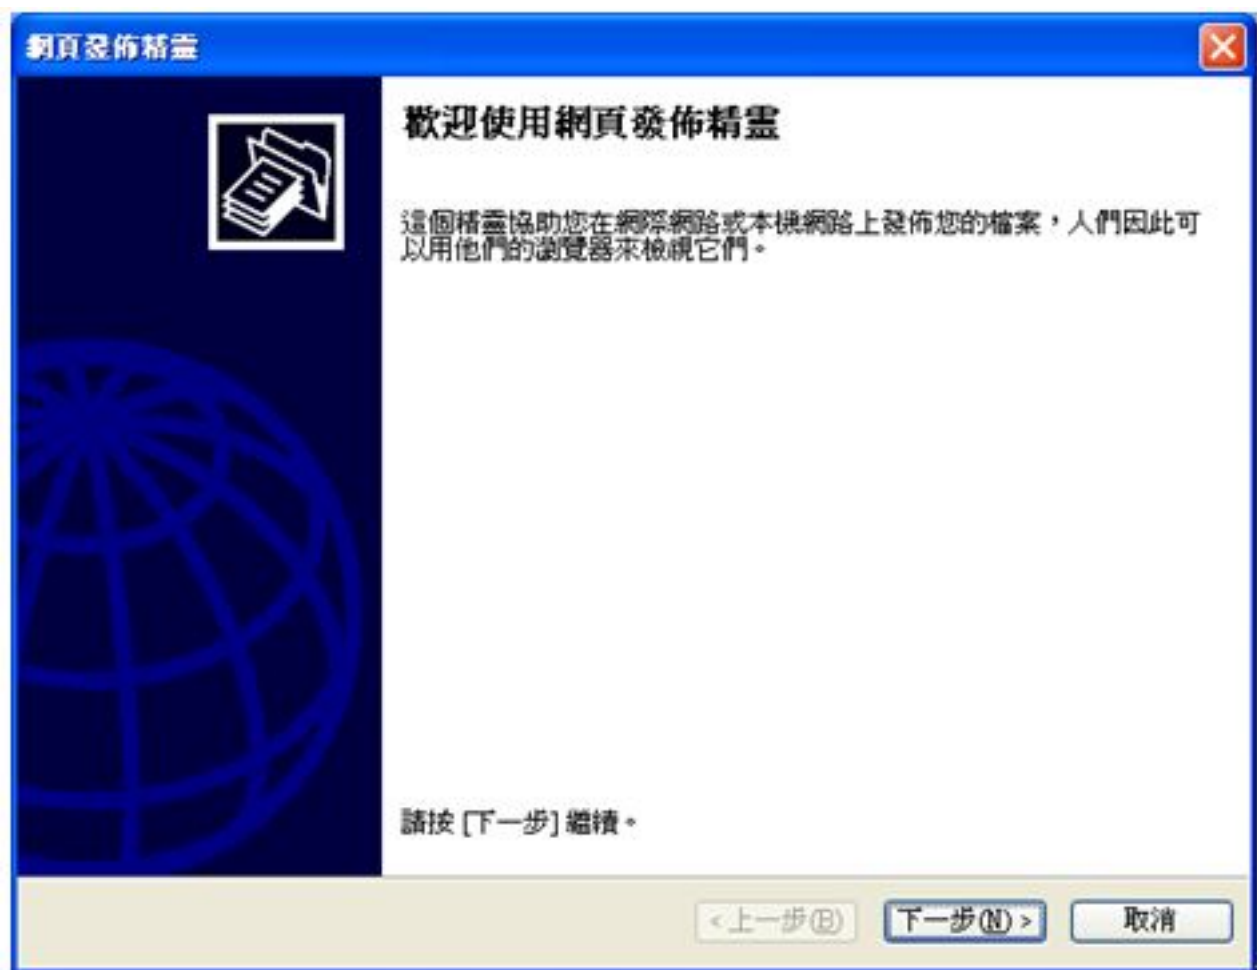 網頁發佈精靈
歡迎使用網頁發佈精靈
這個精靈協助您在網際網路或本機網路上發佈您的檔案，人們因此可
以用他們的瀏覽器來檢視它們。
請按 [下一步] 繼續。
<上一步(B)
下一步(N) >
取消